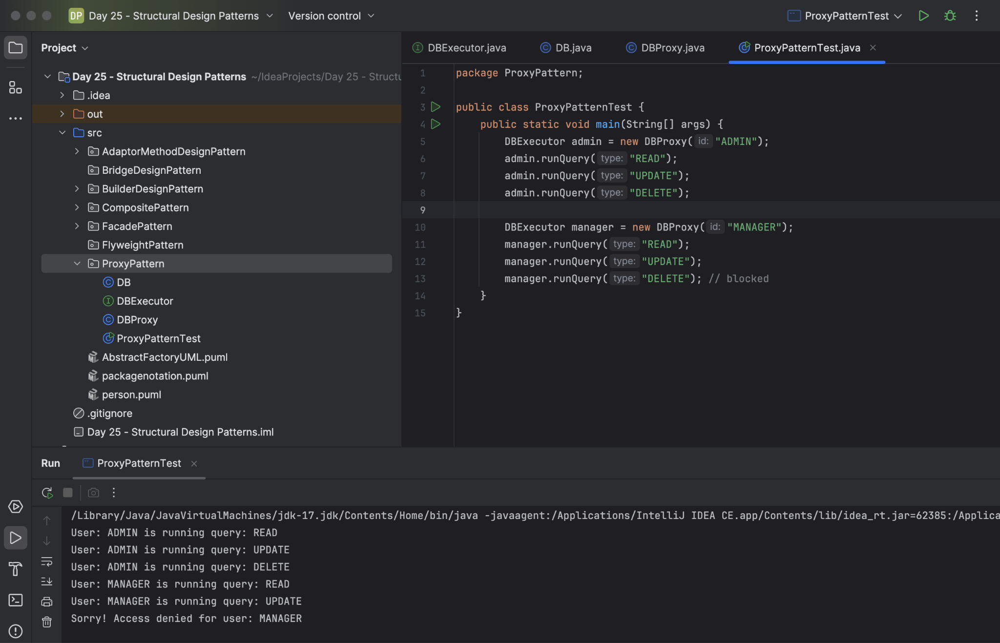 DP Day 25 - Structural Design Patterns Version control ProxyPatternTest
Project
Day 25 - Structural Design Patterns ~/IdeaProjects/Day 25 - Structu
.idea
out
src
AdaptorMethodDesignPattern
BridgeDesignPattern
BuilderDesignPattern
CompositePattern
FacadePattern
FlyweightPattern
ProxyPattern
DB
DBExecutor
DBProxy
ProxyPatternTest
AbstractFactoryUML.puml
packagenotation.puml
person.puml
.gitignore
Day 25 - Structural Design Patterns.iml
DBExecutor.java DB.java DBProxy.java ProxyPatternTest.java
1 package ProxyPattern;
2
3 public class ProxyPatternTest {
4 public static void main(String[] args) {
5 DBExecutor admin = new DBProxy( id: "ADMIN");
6 admin.runQuery( type: "READ");
7 admin.runQuery( type: "UPDATE");
8 admin.runQuery( type: "DELETE");
9
10 DBExecutor manager = new DBProxy( id: "MANAGER");
11 manager.runQuery( type: "READ");
12 manager.runQuery( type: "UPDATE");
13 manager.runQuery( type: "DELETE"); // blocked
14 }
15 }
Run ProxyPatternTest
/Library/Java/JavaVirtualMachines/jdk-17.jdk/Contents/Home/bin/java -javaagent:/Applications/IntelliJ IDEA CE.app/Contents/lib/idea_rt.jar=62385:/Applica
User: ADMIN is running query: READ
User: ADMIN is running query: UPDATE
User: ADMIN is running query: DELETE
User: MANAGER is running query: READ
User: MANAGER is running query: UPDATE
Sorry! Access denied for user: MANAGER